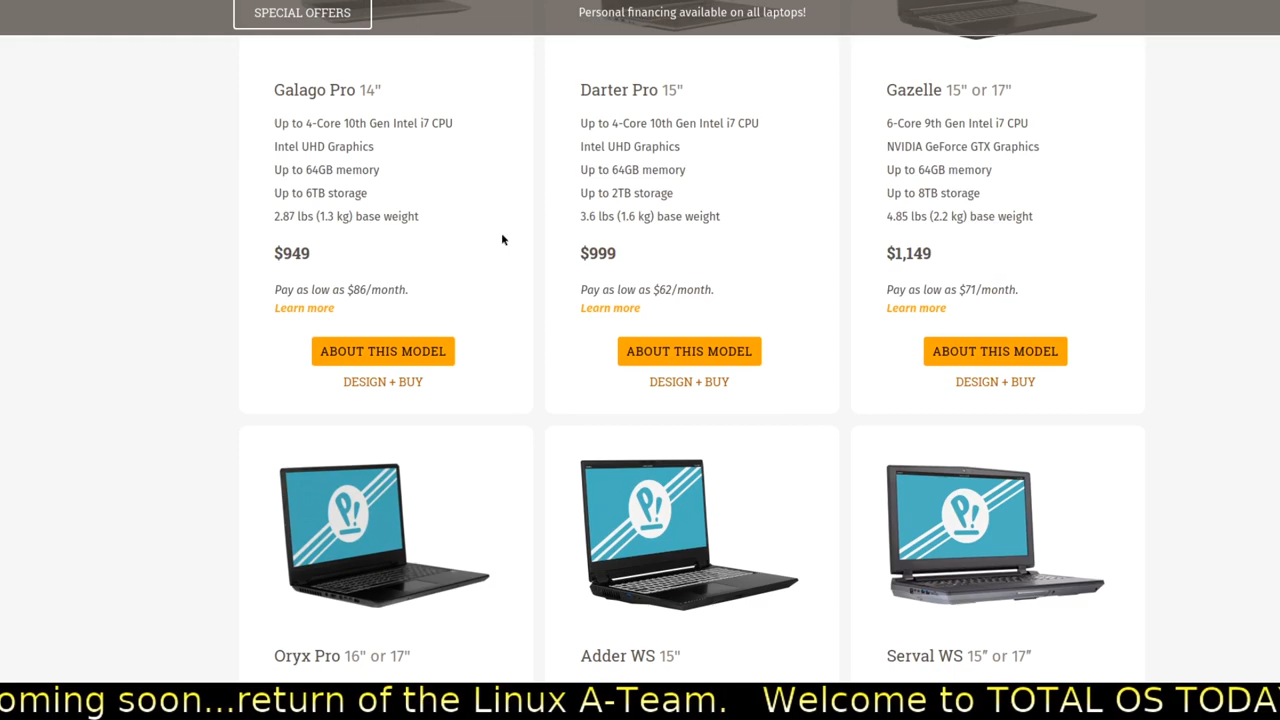 SPECIAL OFFERS
Personal financing available on all laptops!
Galago Pro 14"
Up to 4-Core 10th Gen Intel i7 CPU
Intel UHD Graphics
Up to 64GB memory
Up to 6TB storage
2.87 lbs (1.3 kg) base weight
$949
Pay as low as $86/month.
Learn more
ABOUT THIS MODEL
DESIGN + BUY
Darter Pro 15"
Up to 4-Core 10th Gen Intel i7 CPU
Intel UHD Graphics
Up to 64GB memory
Up to 2TB storage
3.6 lbs (1.6 kg) base weight
$999
Pay as low as $62/month.
Learn more
ABOUT THIS MODEL
DESIGN + BUY
Gazelle 15" or 17"
6-Core 9th Gen Intel i7 CPU
NVIDIA GeForce GTX Graphics
Up to 64GB memory
Up to 8TB storage
4.85 lbs (2.2 kg) base weight
$1,149
Pay as low as $71/month.
Learn more
ABOUT THIS MODEL
DESIGN + BUY
P!
Oryx Pro 16" or 17"
P!
Adder WS 15"
P!
Serval WS 15” or 17”
oming soon...return of the Linux A-Team. Welcome to TOTAL OS TODA